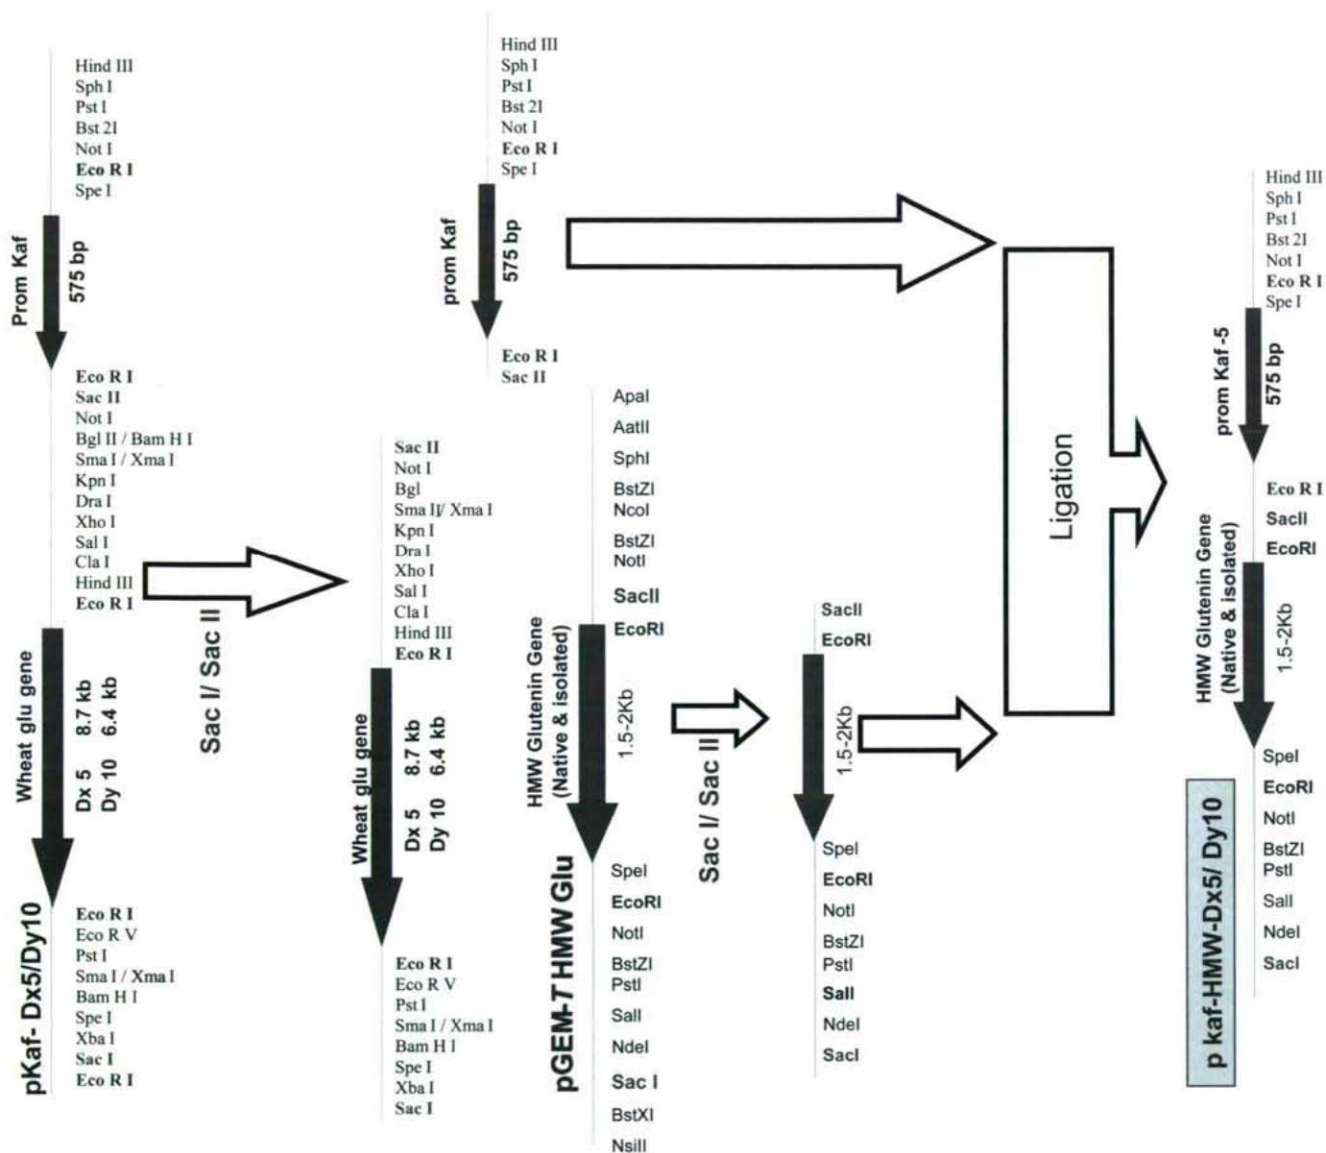 Hind III
Sph I
Pst I
Bst 2I
Not I
Eco R I
Spe I
Prom Kaf
575 bp
Eco R I
Sac II
Not I
Bgl II / Bam H I
Sma I / Xma I
Kpn I
Dra I
Xho I
Sal I
Cla I
Hind III
Eco R I
Wheat glu gene
Dx 5 8.7 kb
Dy 10 6.4 kb
pKaf- Dx5/Dy10
Eco R I
Eco R V
Pst I
Sma I / Xma I
Bam H I
Spe I
Xba I
Sac I
Eco R I
Sac I/ Sac II
Sac II
Not I
Bgl
Sma II/ Xma I
Kpn I
Dra I
Xho I
Sal I
Cla I
Hind III
Eco R I
Wheat glu gene
Dx 5 8.7 kb
Dy 10 6.4 kb
Eco R I
Eco R V
Pst I
Sma I / Xma I
Bam H I
Spe I
Xba I
Sac I
Hind III
Sph I
Pst I
Bst 2I
Not I
Eco R I
Spe I
prom Kaf
575 bp
Eco R I
Sac II
ApaI
AatII
SphI
BstZI
NcoI
BstZI
NotI
SacII
EcoRI
HMW Glutenin Gene
(Native & isolated)
1.5-2Kb
pGEM-T HMW Glu
SpeI
EcoRI
NotI
BstZI
PstI
SalI
NdeI
Sac I
BstXI
NsiII
Sac I/ Sac II
SacII
EcoRI
1.5-2Kb
SpeI
EcoRI
NotI
BstZI
PstI
SalI
NdeI
SacI
Ligation
Hind III
Sph I
Pst I
Bst 2I
Not I
Eco R I
Spe I
prom Kaf -5
575 bp
Eco R I
SacII
EcoRI
HMW Glutenin Gene
(Native & isolated)
1.5-2Kb
SpeI
EcoRI
NotI
BstZI
PstI
SalI
NdeI
SacI
p kaf-HMW-Dx5/ Dy10